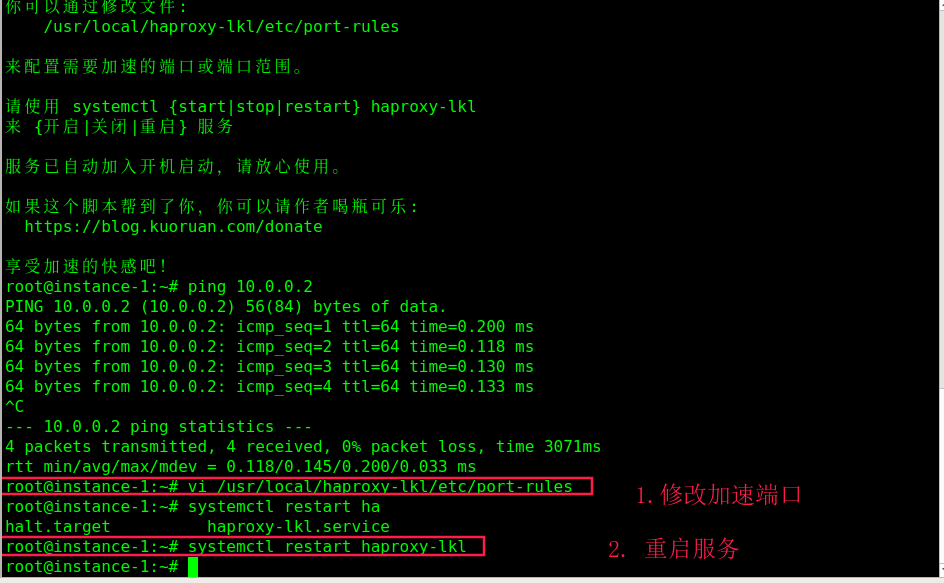 你可以通过修改文件:
/usr/local/haproxy-lkl/etc/port-rules
来配置需要加速的端口或端口范围。
请使用 systemctl {start|stop|restart} haproxy-lkl
来 {开启|关闭|重启} 服务
服务已自动加入开机启动, 请放心使用。
如果这个脚本帮到了你, 你可以请作者喝瓶可乐:
https://blog.kuoruan.com/donate
享受加速的快感吧!
root@instance-1:~# ping 10.0.0.2
PING 10.0.0.2 (10.0.0.2) 56(84) bytes of data.
64 bytes from 10.0.0.2: icmp_seq=1 ttl=64 time=0.200 ms
64 bytes from 10.0.0.2: icmp_seq=2 ttl=64 time=0.118 ms
64 bytes from 10.0.0.2: icmp_seq=3 ttl=64 time=0.130 ms
64 bytes from 10.0.0.2: icmp_seq=4 ttl=64 time=0.133 ms
^C
--- 10.0.0.2 ping statistics ---
4 packets transmitted, 4 received, 0% packet loss, time 3071ms
rtt min/avg/max/mdev = 0.118/0.145/0.200/0.033 ms
root@instance-1:~# vi /usr/local/haproxy-lkl/etc/port-rules
1.修改加速端口
root@instance-1:~# systemctl restart ha
halt.target haproxy-lkl.service
root@instance-1:~# systemctl restart haproxy-lkl
2. 重启服务
root@instance-1:~#